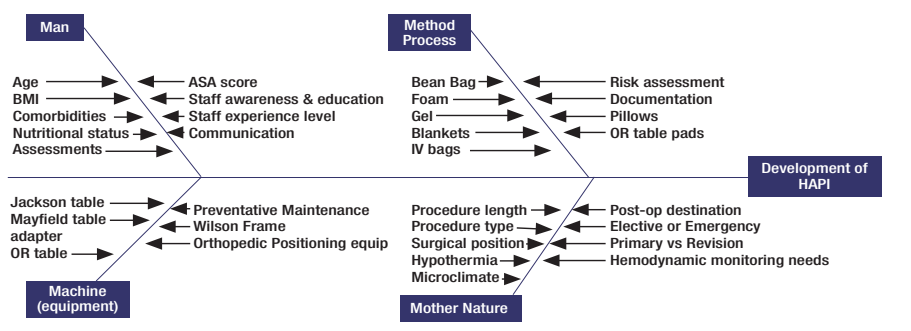 Man
Age
BMI
Comorbidities
Nutritional status
Assessments
ASA score
Staff awareness & education
Staff experience level
Communication
Method
Process
Bean Bag
Foam
Gel
Blankets
IV bags
Risk assessment
Documentation
Pillows
OR table pads
Development of
HAPI
Jackson table
Mayfield table
adapter
OR table
Preventative Maintenance
Wilson Frame
Orthopedic Positioning equip
Machine
(equipment)
Procedure length
Procedure type
Surgical position
Hypothermia
Microclimate
Post-op destination
Elective or Emergency
Primary vs Revision
Hemodynamic monitoring needs
Mother Nature